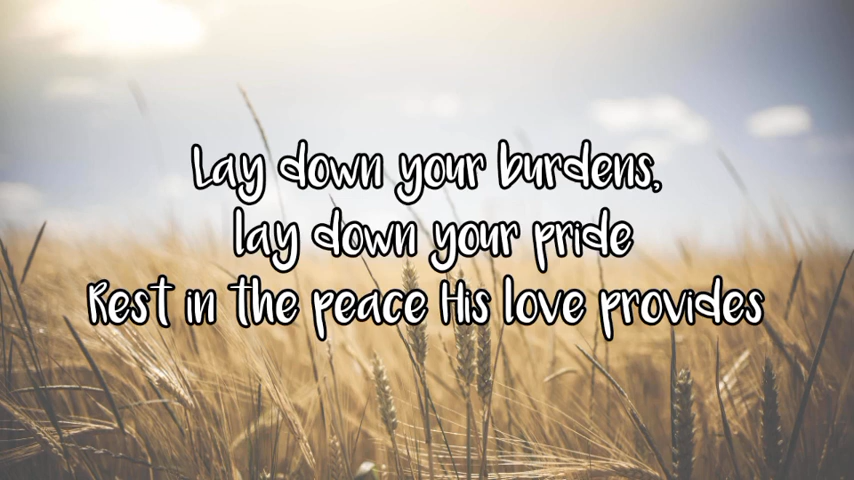 Lay down your burdens,
lay down your pride
Rest in the peace His love provides